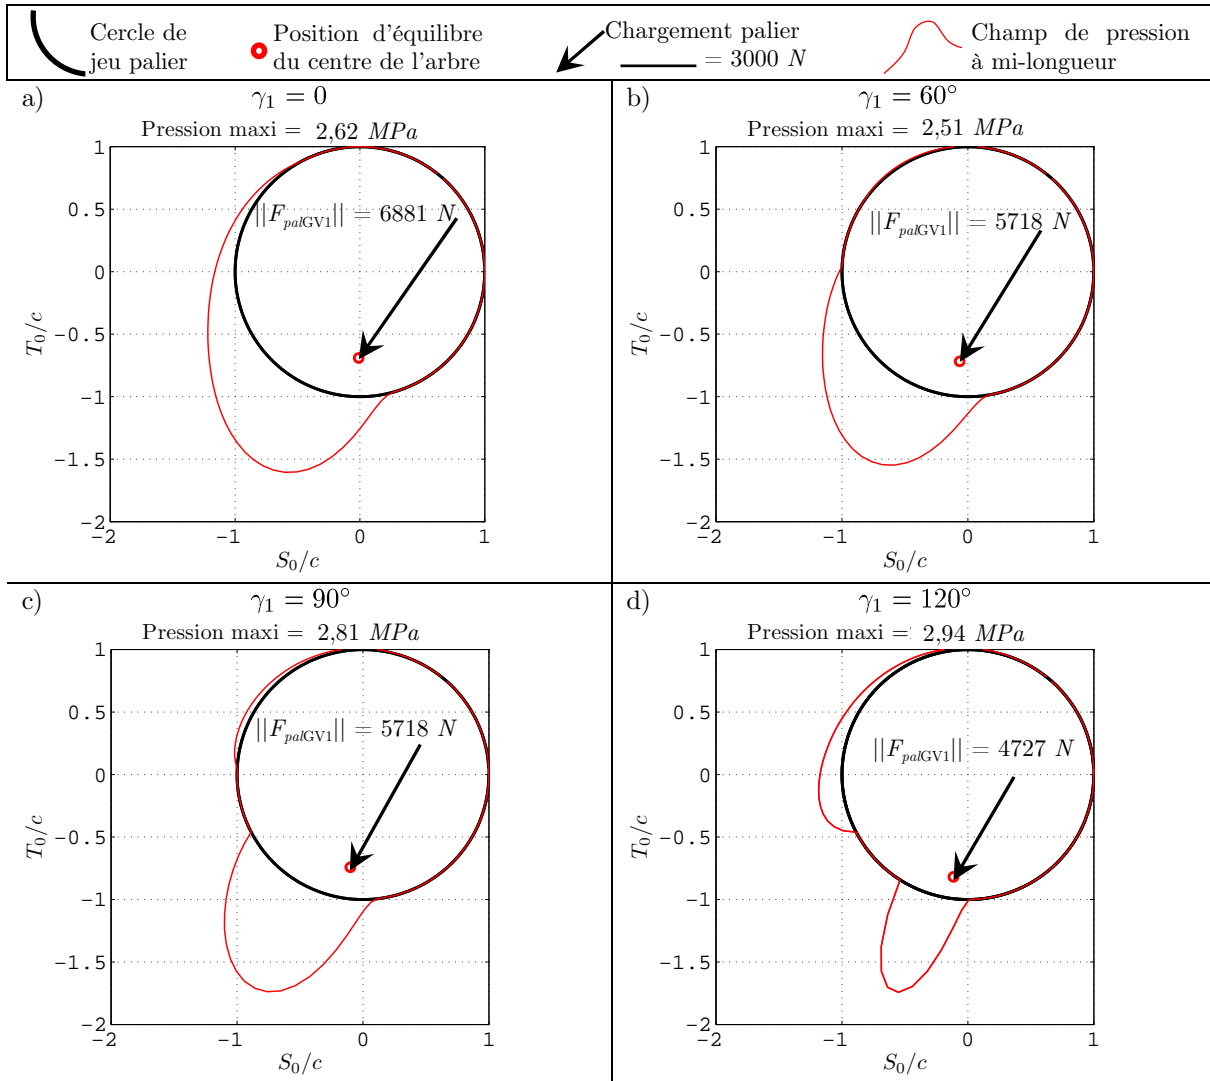 Cercle de
jeu palier
Position d'équilibre
du centre de l'arbre
Chargement palier
= 3000 N
Champ de pression
à mi-longueur
a)
γ₁ = 0
Pression maxi = 2,62 MPa
||F_palGV1|| = 6881 N
1
0.5
0
−0.5
−1
−1.5
−2
−2
−1
0
1
T₀/c
S₀/c
b)
γ₁ = 60°
Pression maxi = 2,51 MPa
||F_palGV1|| = 5718 N
1
0.5
0
−0.5
−1
−1.5
−2
−2
−1
0
1
T₀/c
S₀/c
c)
γ₁ = 90°
Pression maxi = 2,81 MPa
||F_palGV1|| = 5718 N
1
0.5
0
−0.5
−1
−1.5
−2
−2
−1
0
1
T₀/c
S₀/c
d)
γ₁ = 120°
Pression maxi = 2,94 MPa
||F_palGV1|| = 4727 N
1
0.5
0
−0.5
−1
−1.5
−2
−2
−1
0
1
T₀/c
S₀/c